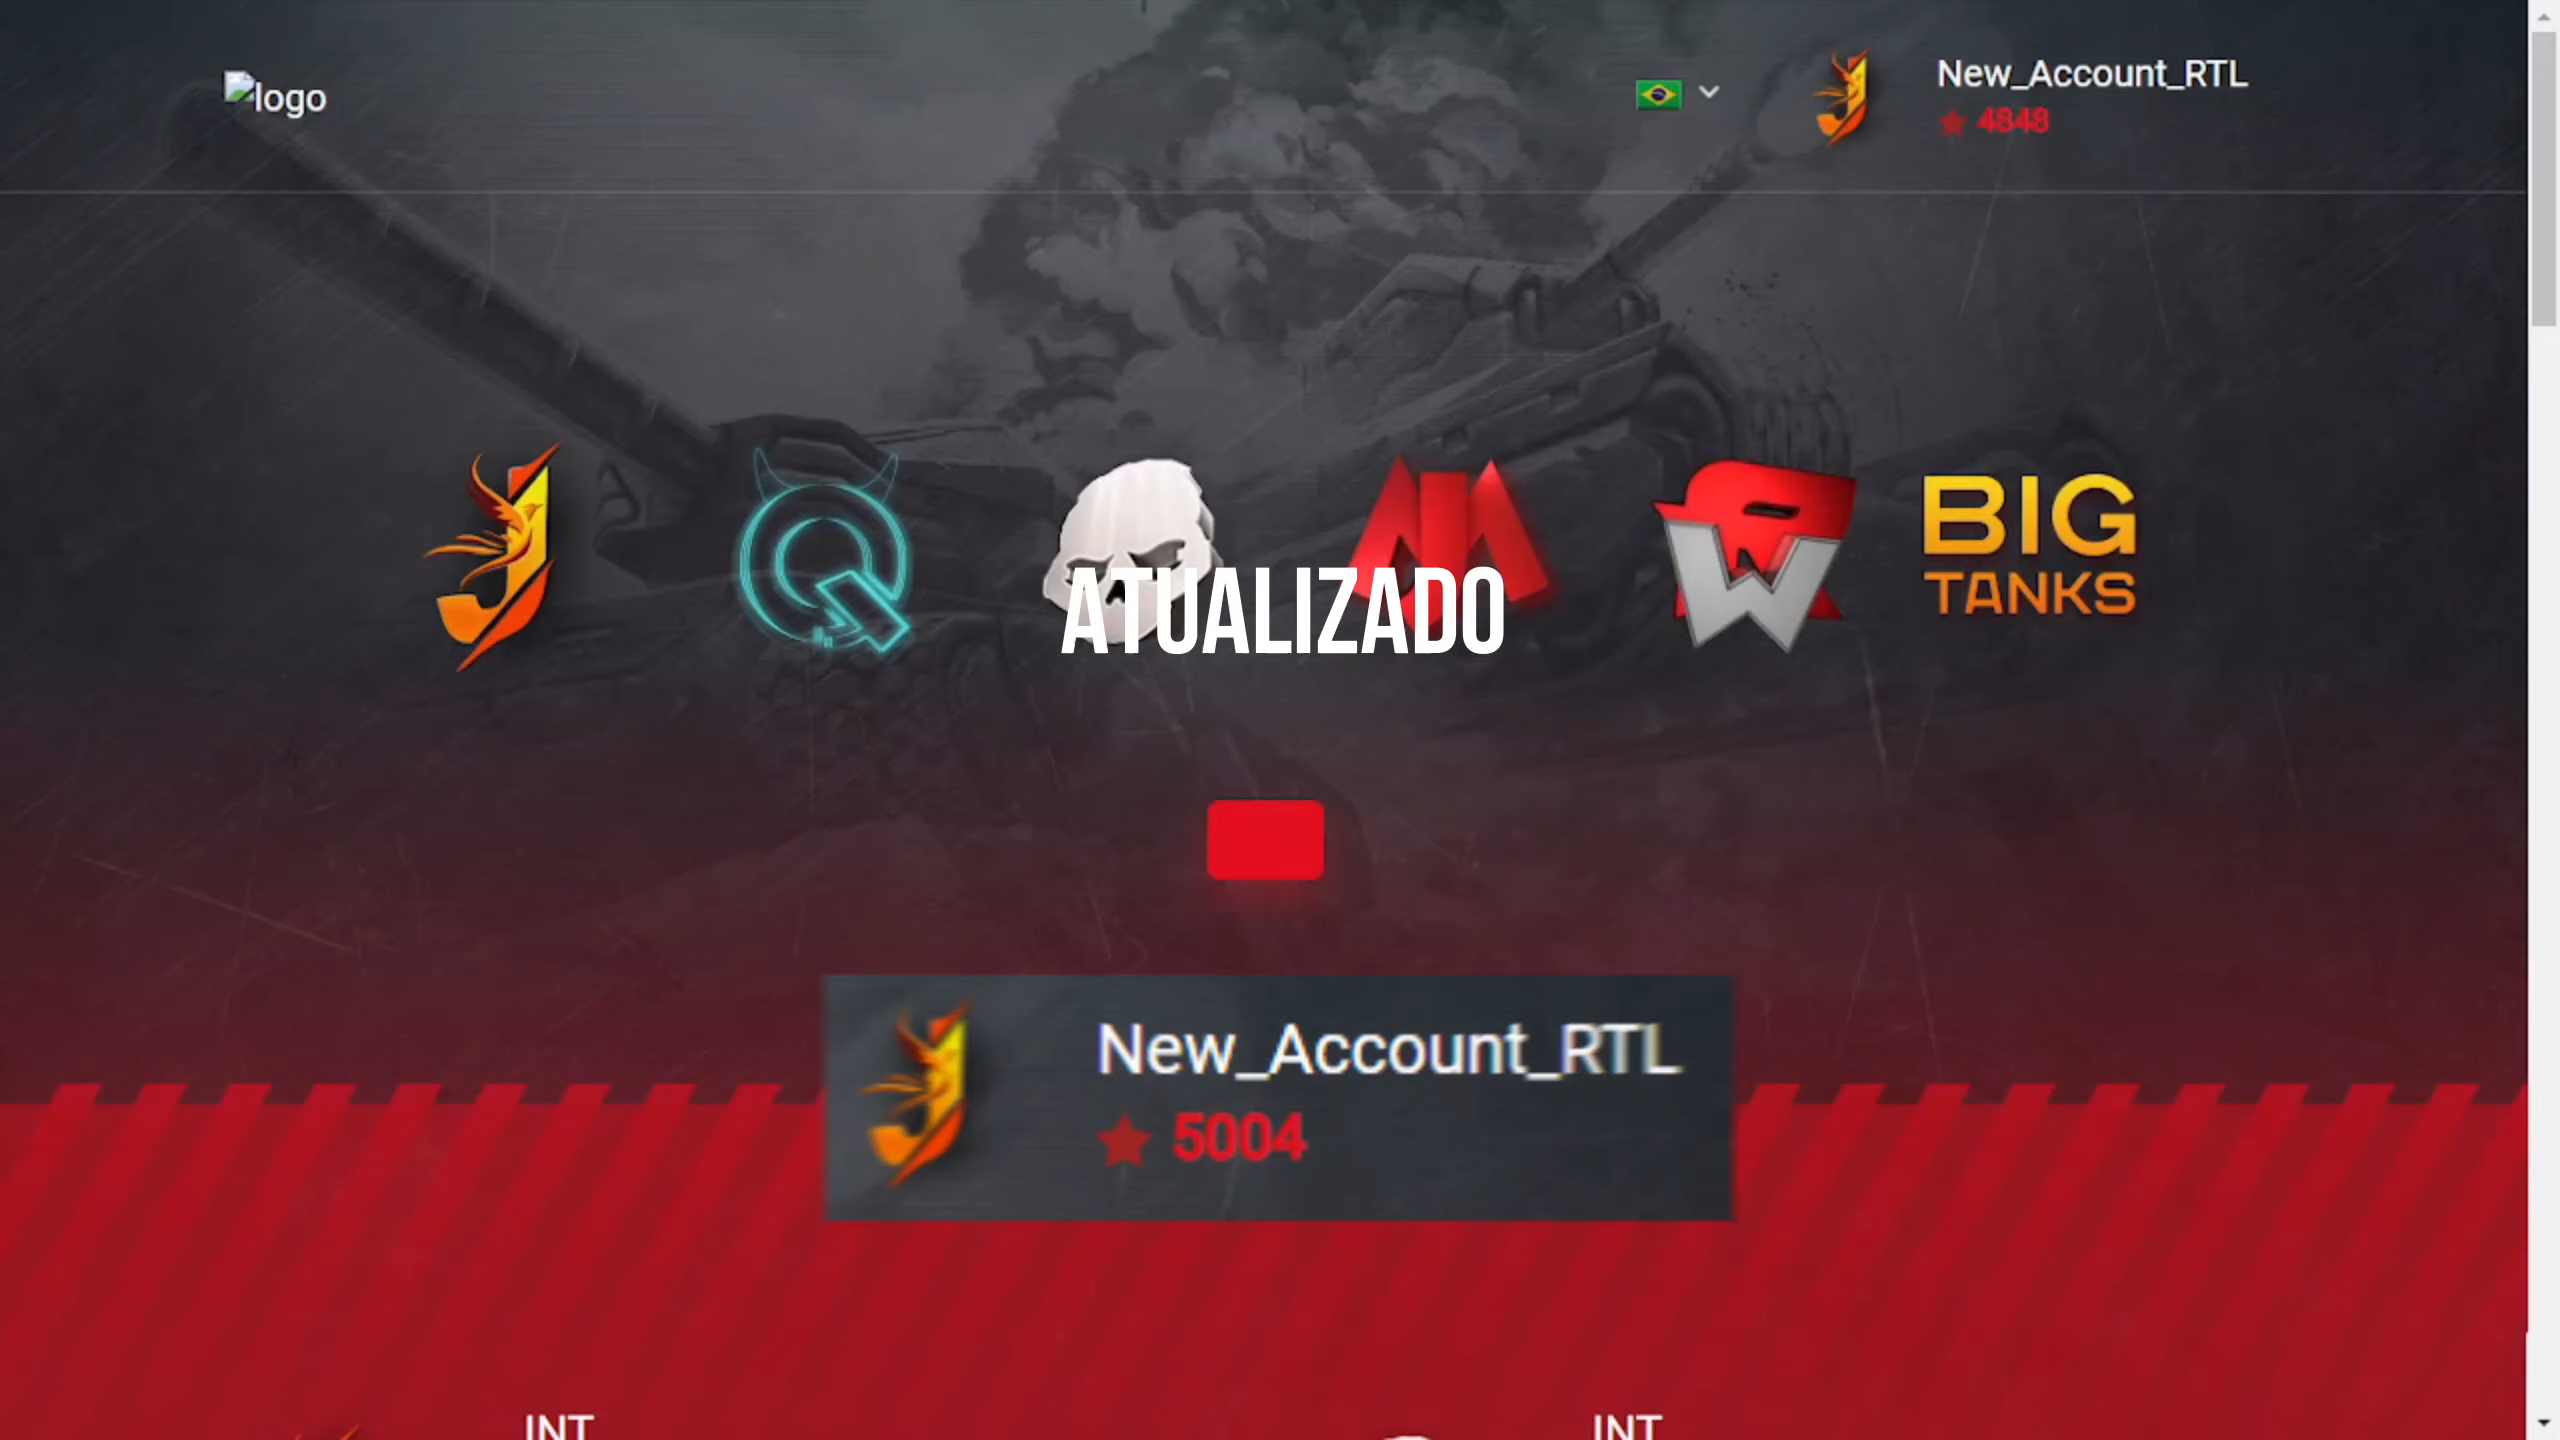 logo
New_Account_RTL
4848
BIG
TANKS
ATUALIZADO
New_Account_RTL
5004
INT
INT